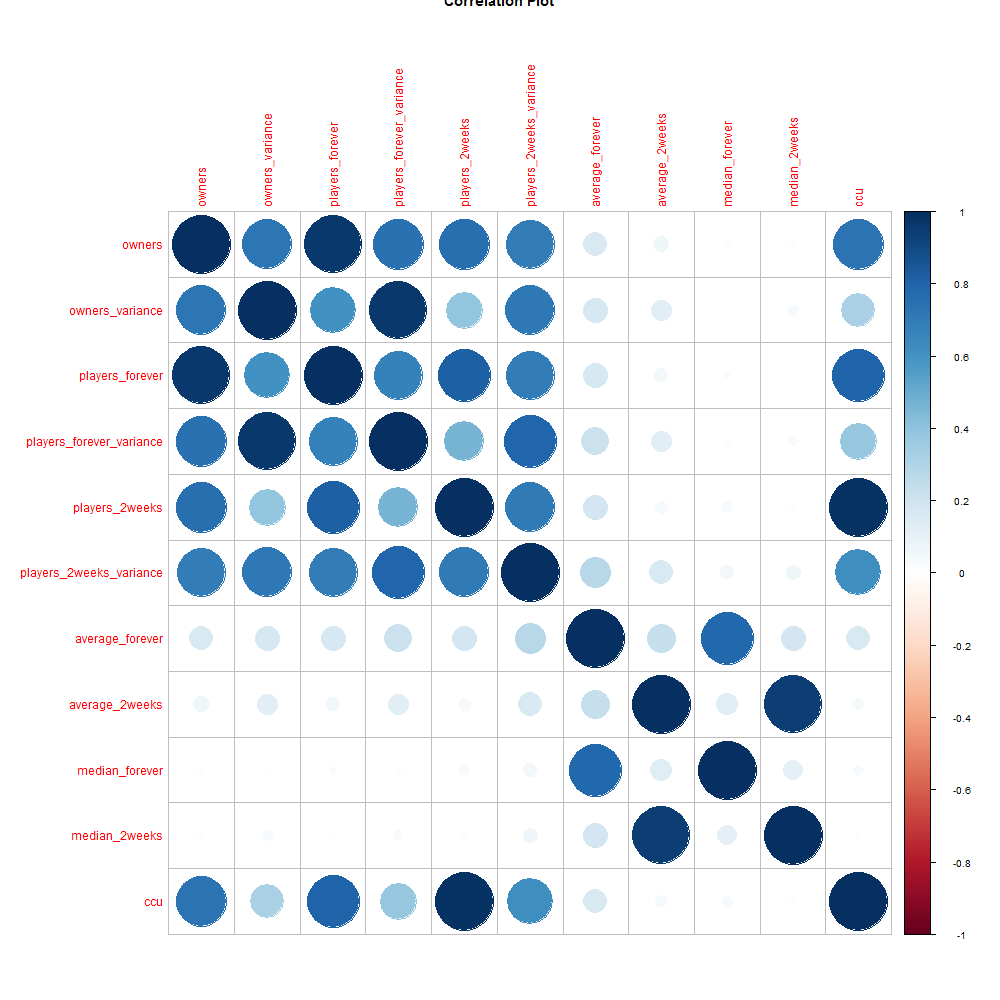 Correlation Plot
owners
owners_variance
players_forever
players_forever_variance
players_2weeks
players_2weeks_variance
average_forever
average_2weeks
median_forever
median_2weeks
ccu
owners
owners_variance
players_forever
players_forever_variance
players_2weeks
players_2weeks_variance
average_forever
average_2weeks
median_forever
median_2weeks
ccu
1
0.8
0.6
0.4
0.2
0
-0.2
-0.4
-0.6
-0.8
-1